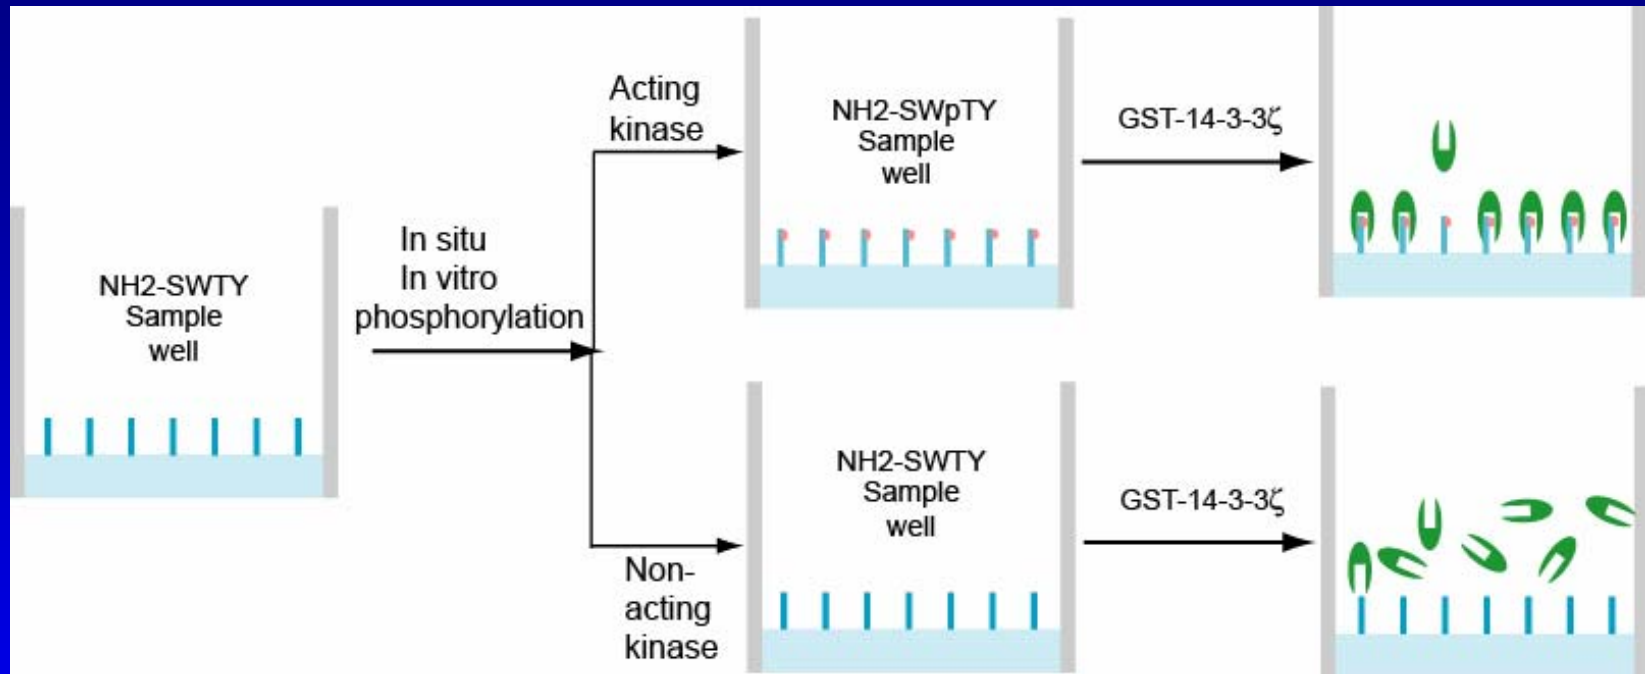 NH2-SWTY
Sample
well
In situ
In vitro
phosphorylation
Acting
kinase
NH2-SWpTY
Sample
well
GST-14-3-3ζ
Non-
acting
kinase
NH2-SWTY
Sample
well
GST-14-3-3ζ